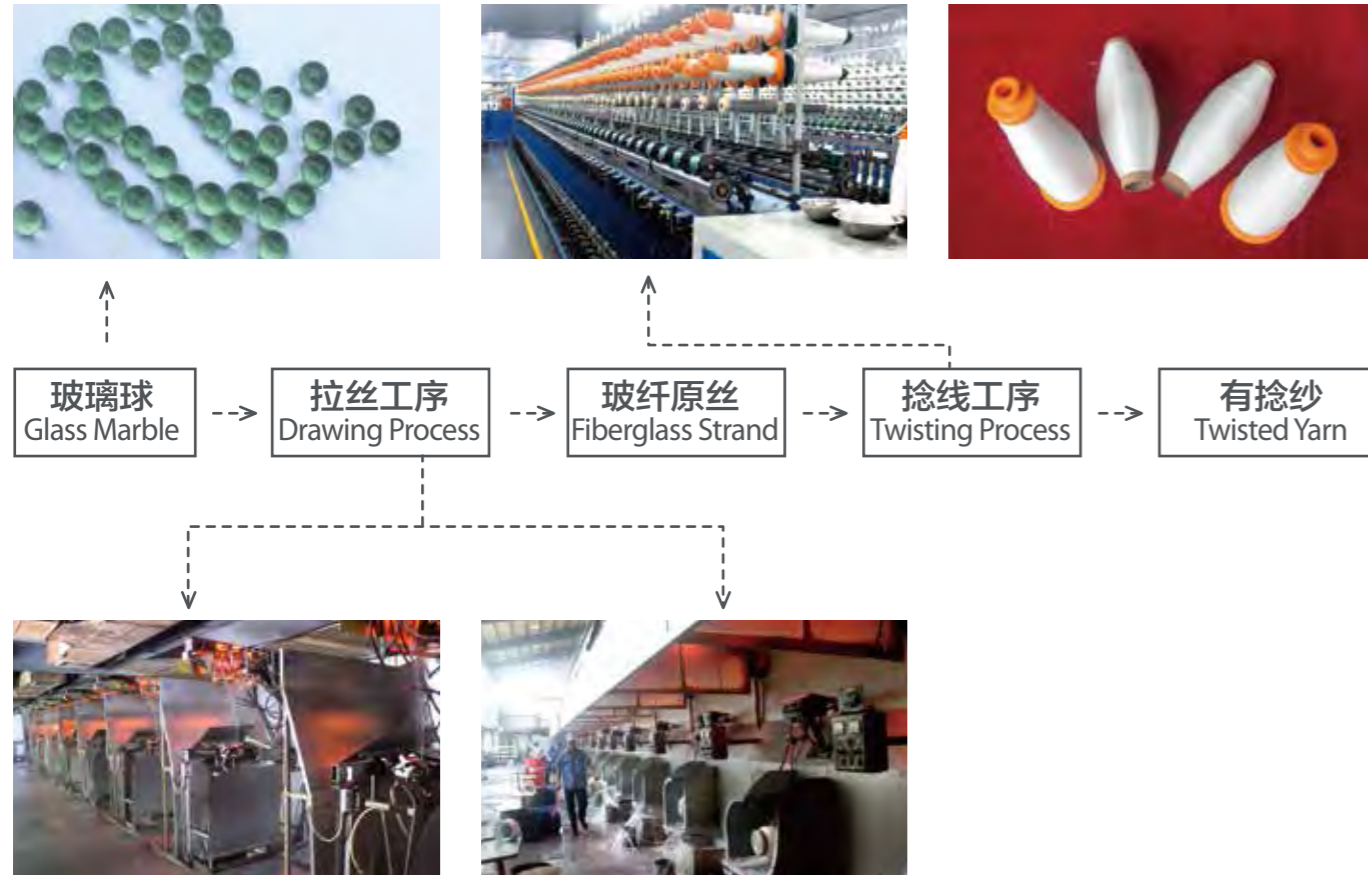 玻璃球
Glass Marble
拉丝工序
Drawing Process
玻纤原丝
Fiberglass Strand
捻线工序
Twisting Process
有捻纱
Twisted Yarn